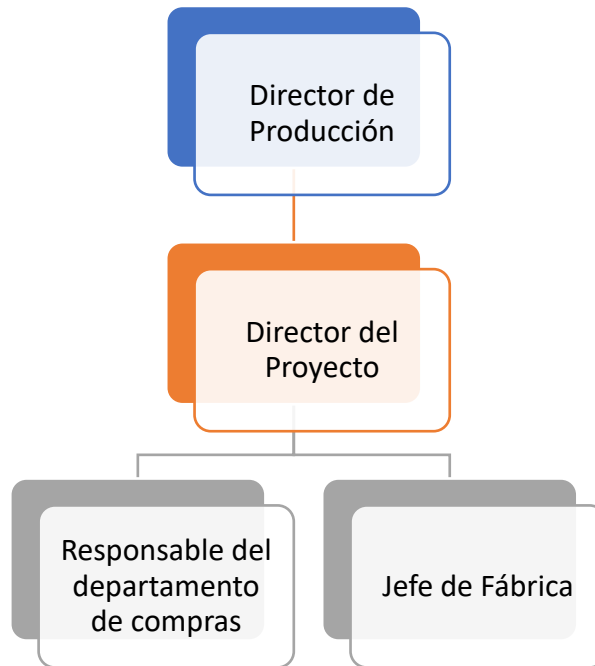 Director de
Producción
Director del
Proyecto
Responsable del
departamento
de compras
Jefe de Fábrica